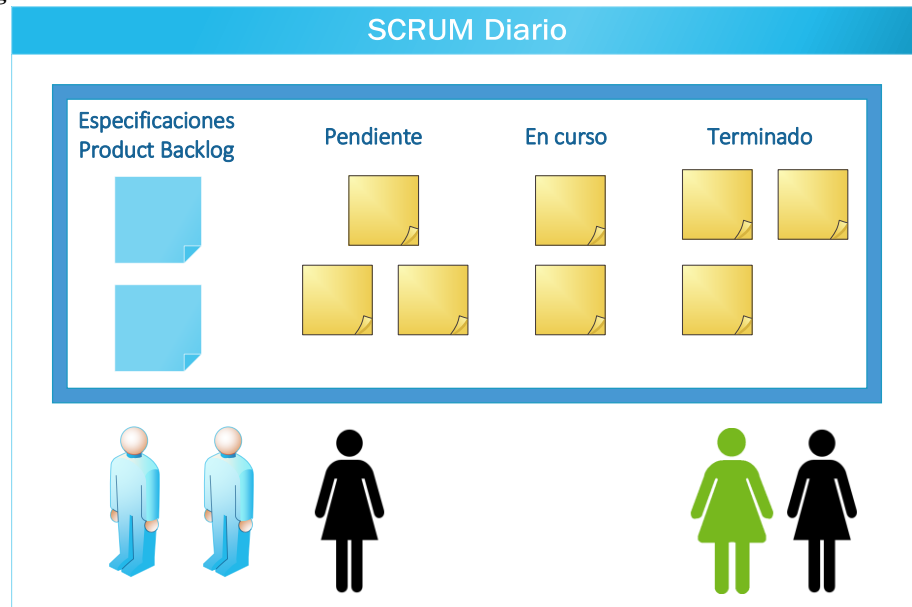 SCRUM Diario
Especificaciones
Product Backlog
Pendiente
En curso
Terminado